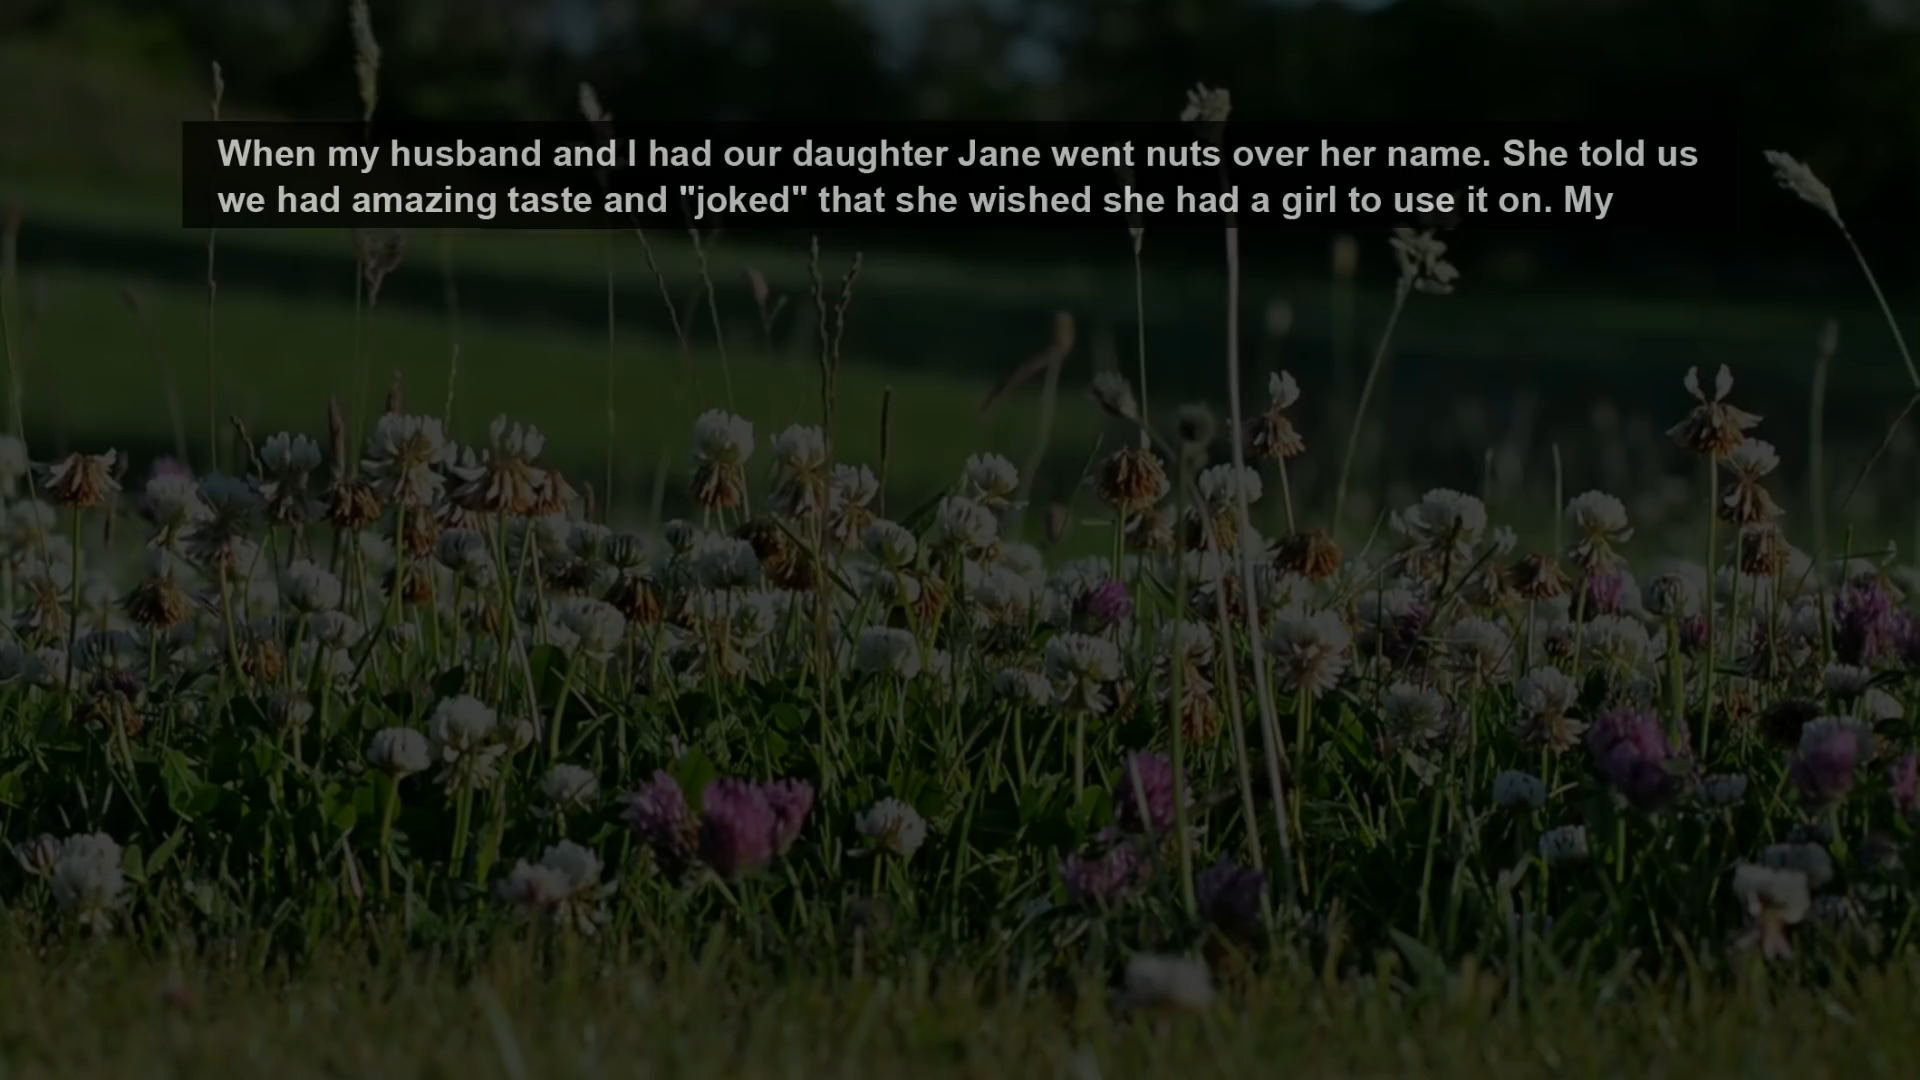 When my husband and I had our daughter Jane went nuts over her name. She told us
we had amazing taste and "joked" that she wished she had a girl to use it on. My